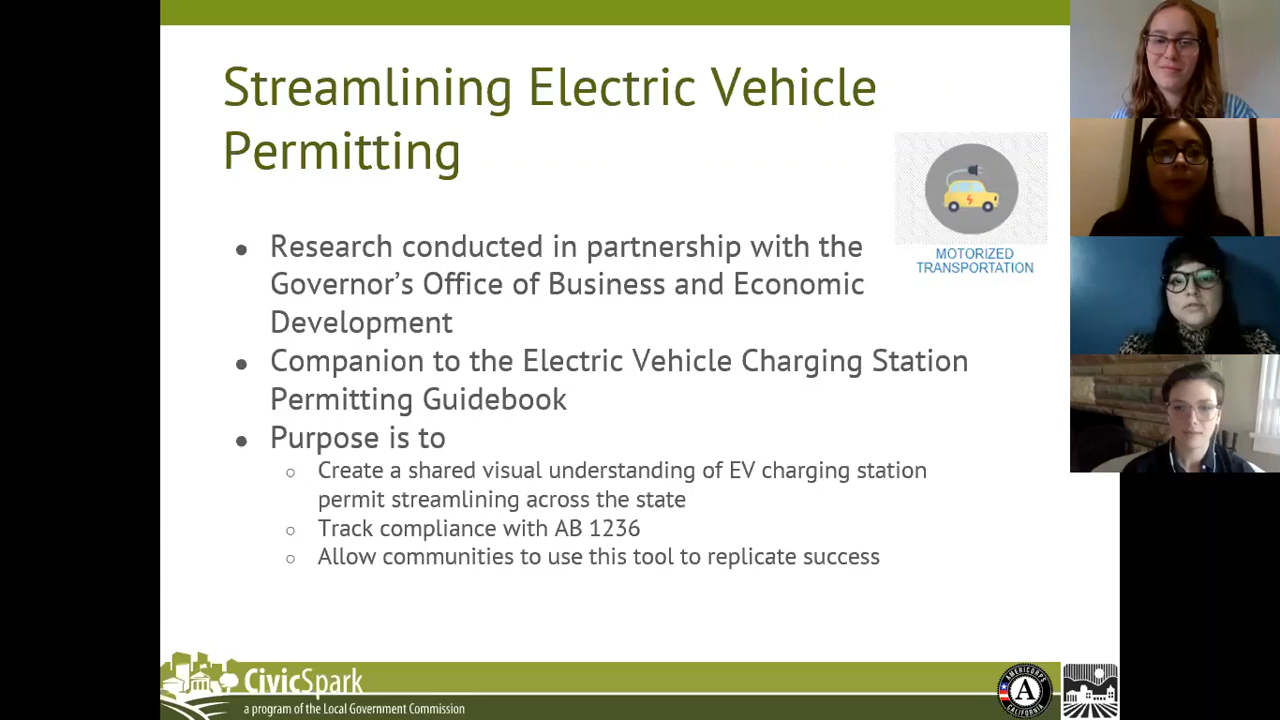 Streamlining Electric Vehicle
Permitting
MOTORIZED
TRANSPORTATION
● Research conducted in partnership with the
Governor’s Office of Business and Economic
Development
● Companion to the Electric Vehicle Charging Station
Permitting Guidebook
● Purpose is to
○ Create a shared visual understanding of EV charging station
permit streamlining across the state
○ Track compliance with AB 1236
○ Allow communities to use this tool to replicate success
CivicSpark
a program of the Local Government Commission
AMERICORPS
A
CALIFORNIA